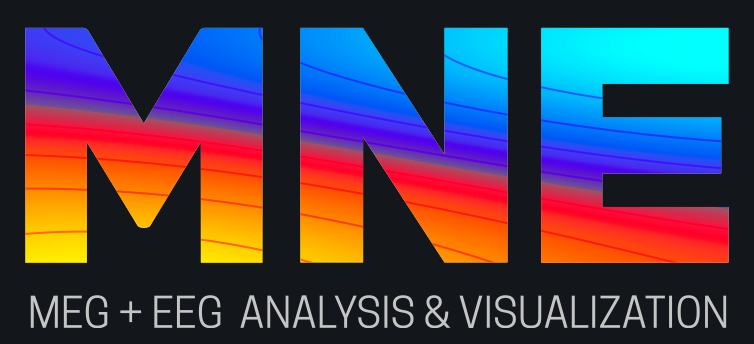 MNE
MEG + EEG ANALYSIS & VISUALIZATION